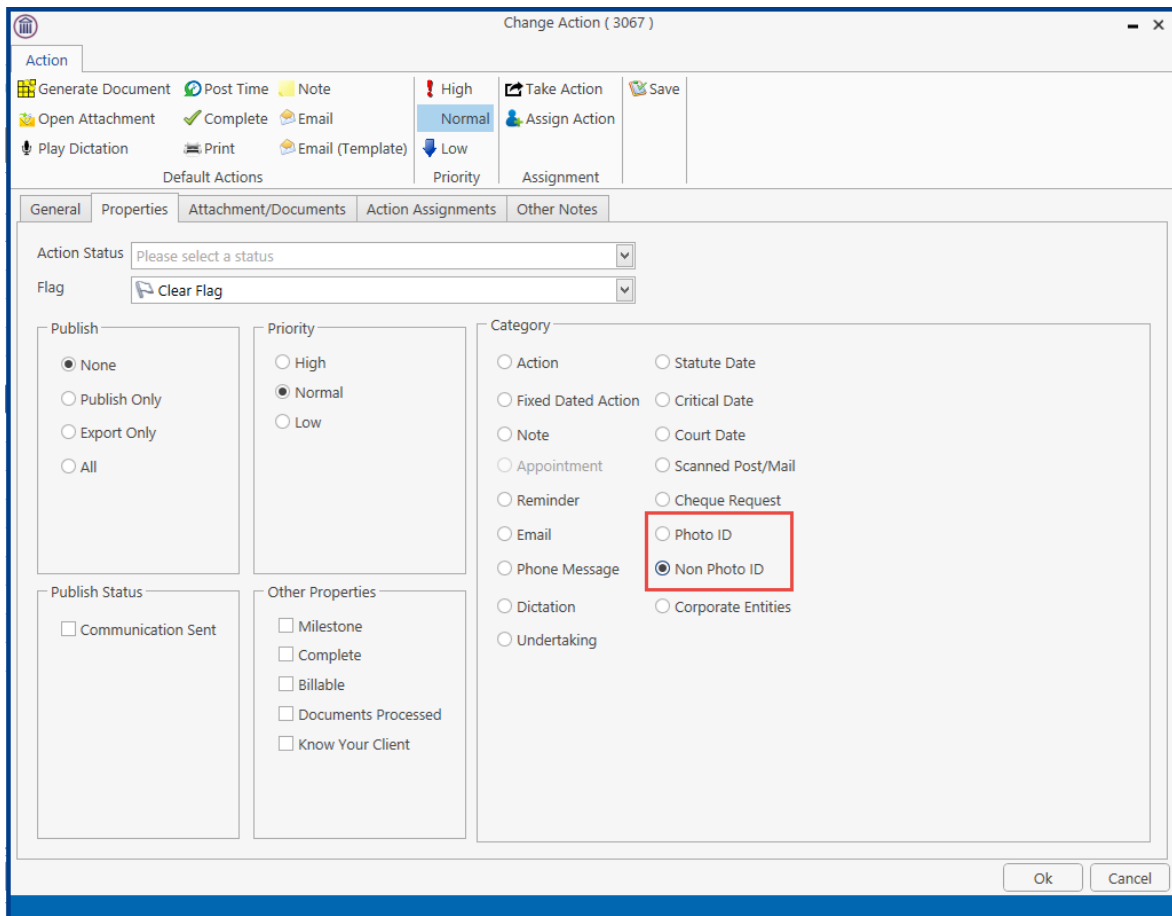 Change Action ( 3067 )
Action
Generate Document Post Time Note High Take Action Save
Open Attachment Complete Email Normal Assign Action
Play Dictation Print Email (Template) Low
Default Actions Priority Assignment
General Properties Attachment/Documents Action Assignments Other Notes
Action Status Please select a status
Flag Clear Flag
Publish
None
Publish Only
Export Only
All
Priority
High
Normal
Low
Category
Action Statute Date
Fixed Dated Action Critical Date
Note Court Date
Appointment Scanned Post/Mail
Reminder Cheque Request
Email Photo ID
Phone Message Non Photo ID
Dictation Corporate Entities
Undertaking
Publish Status
Communication Sent
Other Properties
Milestone
Complete
Billable
Documents Processed
Know Your Client
Ok Cancel